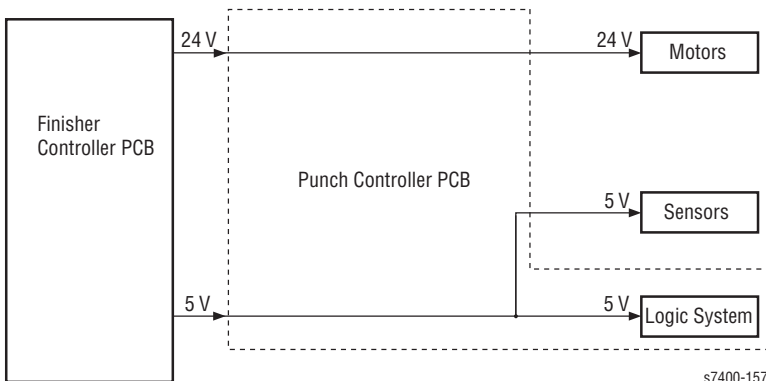 24 V
24 V
Motors
Finisher
Controller PCB
Punch Controller PCB
5 V
Sensors
5 V
5 V
Logic System
s7400-157